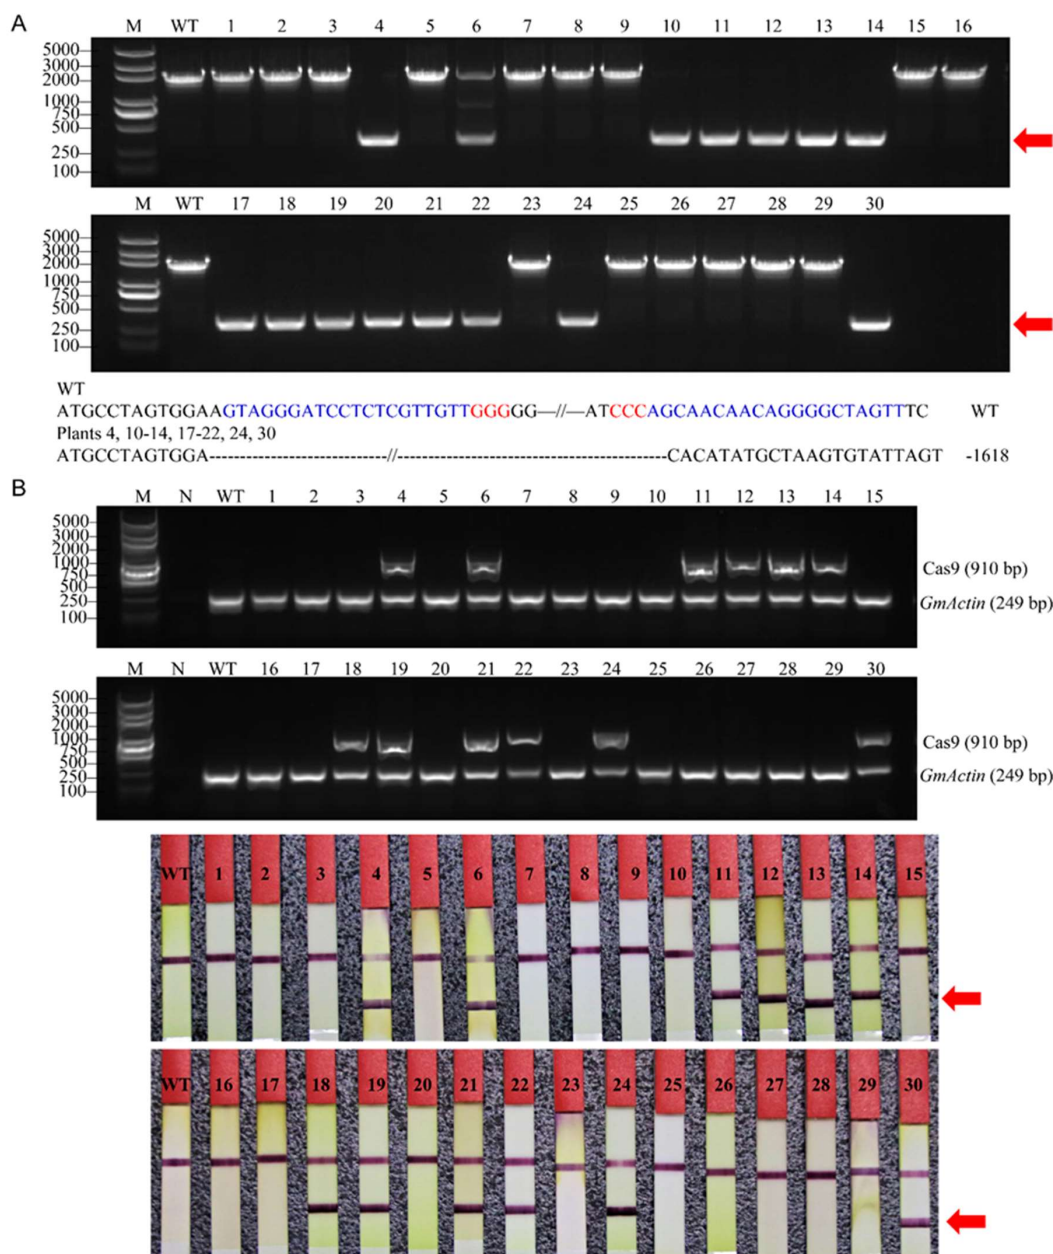 A
M WT 1 2 3 4 5 6 7 8 9 10 11 12 13 14 15 16
5000
3000
2000
1000
750
500
250
100
M WT 17 18 19 20 21 22 23 24 25 26 27 28 29 30
5000
3000
2000
1000
750
500
250
100
WT
ATGCCTAGTGGAAGTAGGGATCCTCTCGTTGTTGGGGG—//—ATCCCAGCAACAACAGGGGCTAGTTTC WT
Plants 4, 10-14, 17-22, 24, 30
ATGCCTAGTGGA----------------------------//-------------------------------------------CACATATGCTAAGTGTATTAGT -1618
B
M N WT 1 2 3 4 5 6 7 8 9 10 11 12 13 14 15
5000
3000
2000
1000
750
500
250
100
Cas9 (910 bp)
GmActin (249 bp)
M N WT 16 17 18 19 20 21 22 23 24 25 26 27 28 29 30
5000
3000
2000
1000
750
500
250
100
Cas9 (910 bp)
GmActin (249 bp)
WT 1 2 3 4 5 6 7 8 9 10 11 12 13 14 15
WT 16 17 18 19 20 21 22 23 24 25 26 27 28 29 30